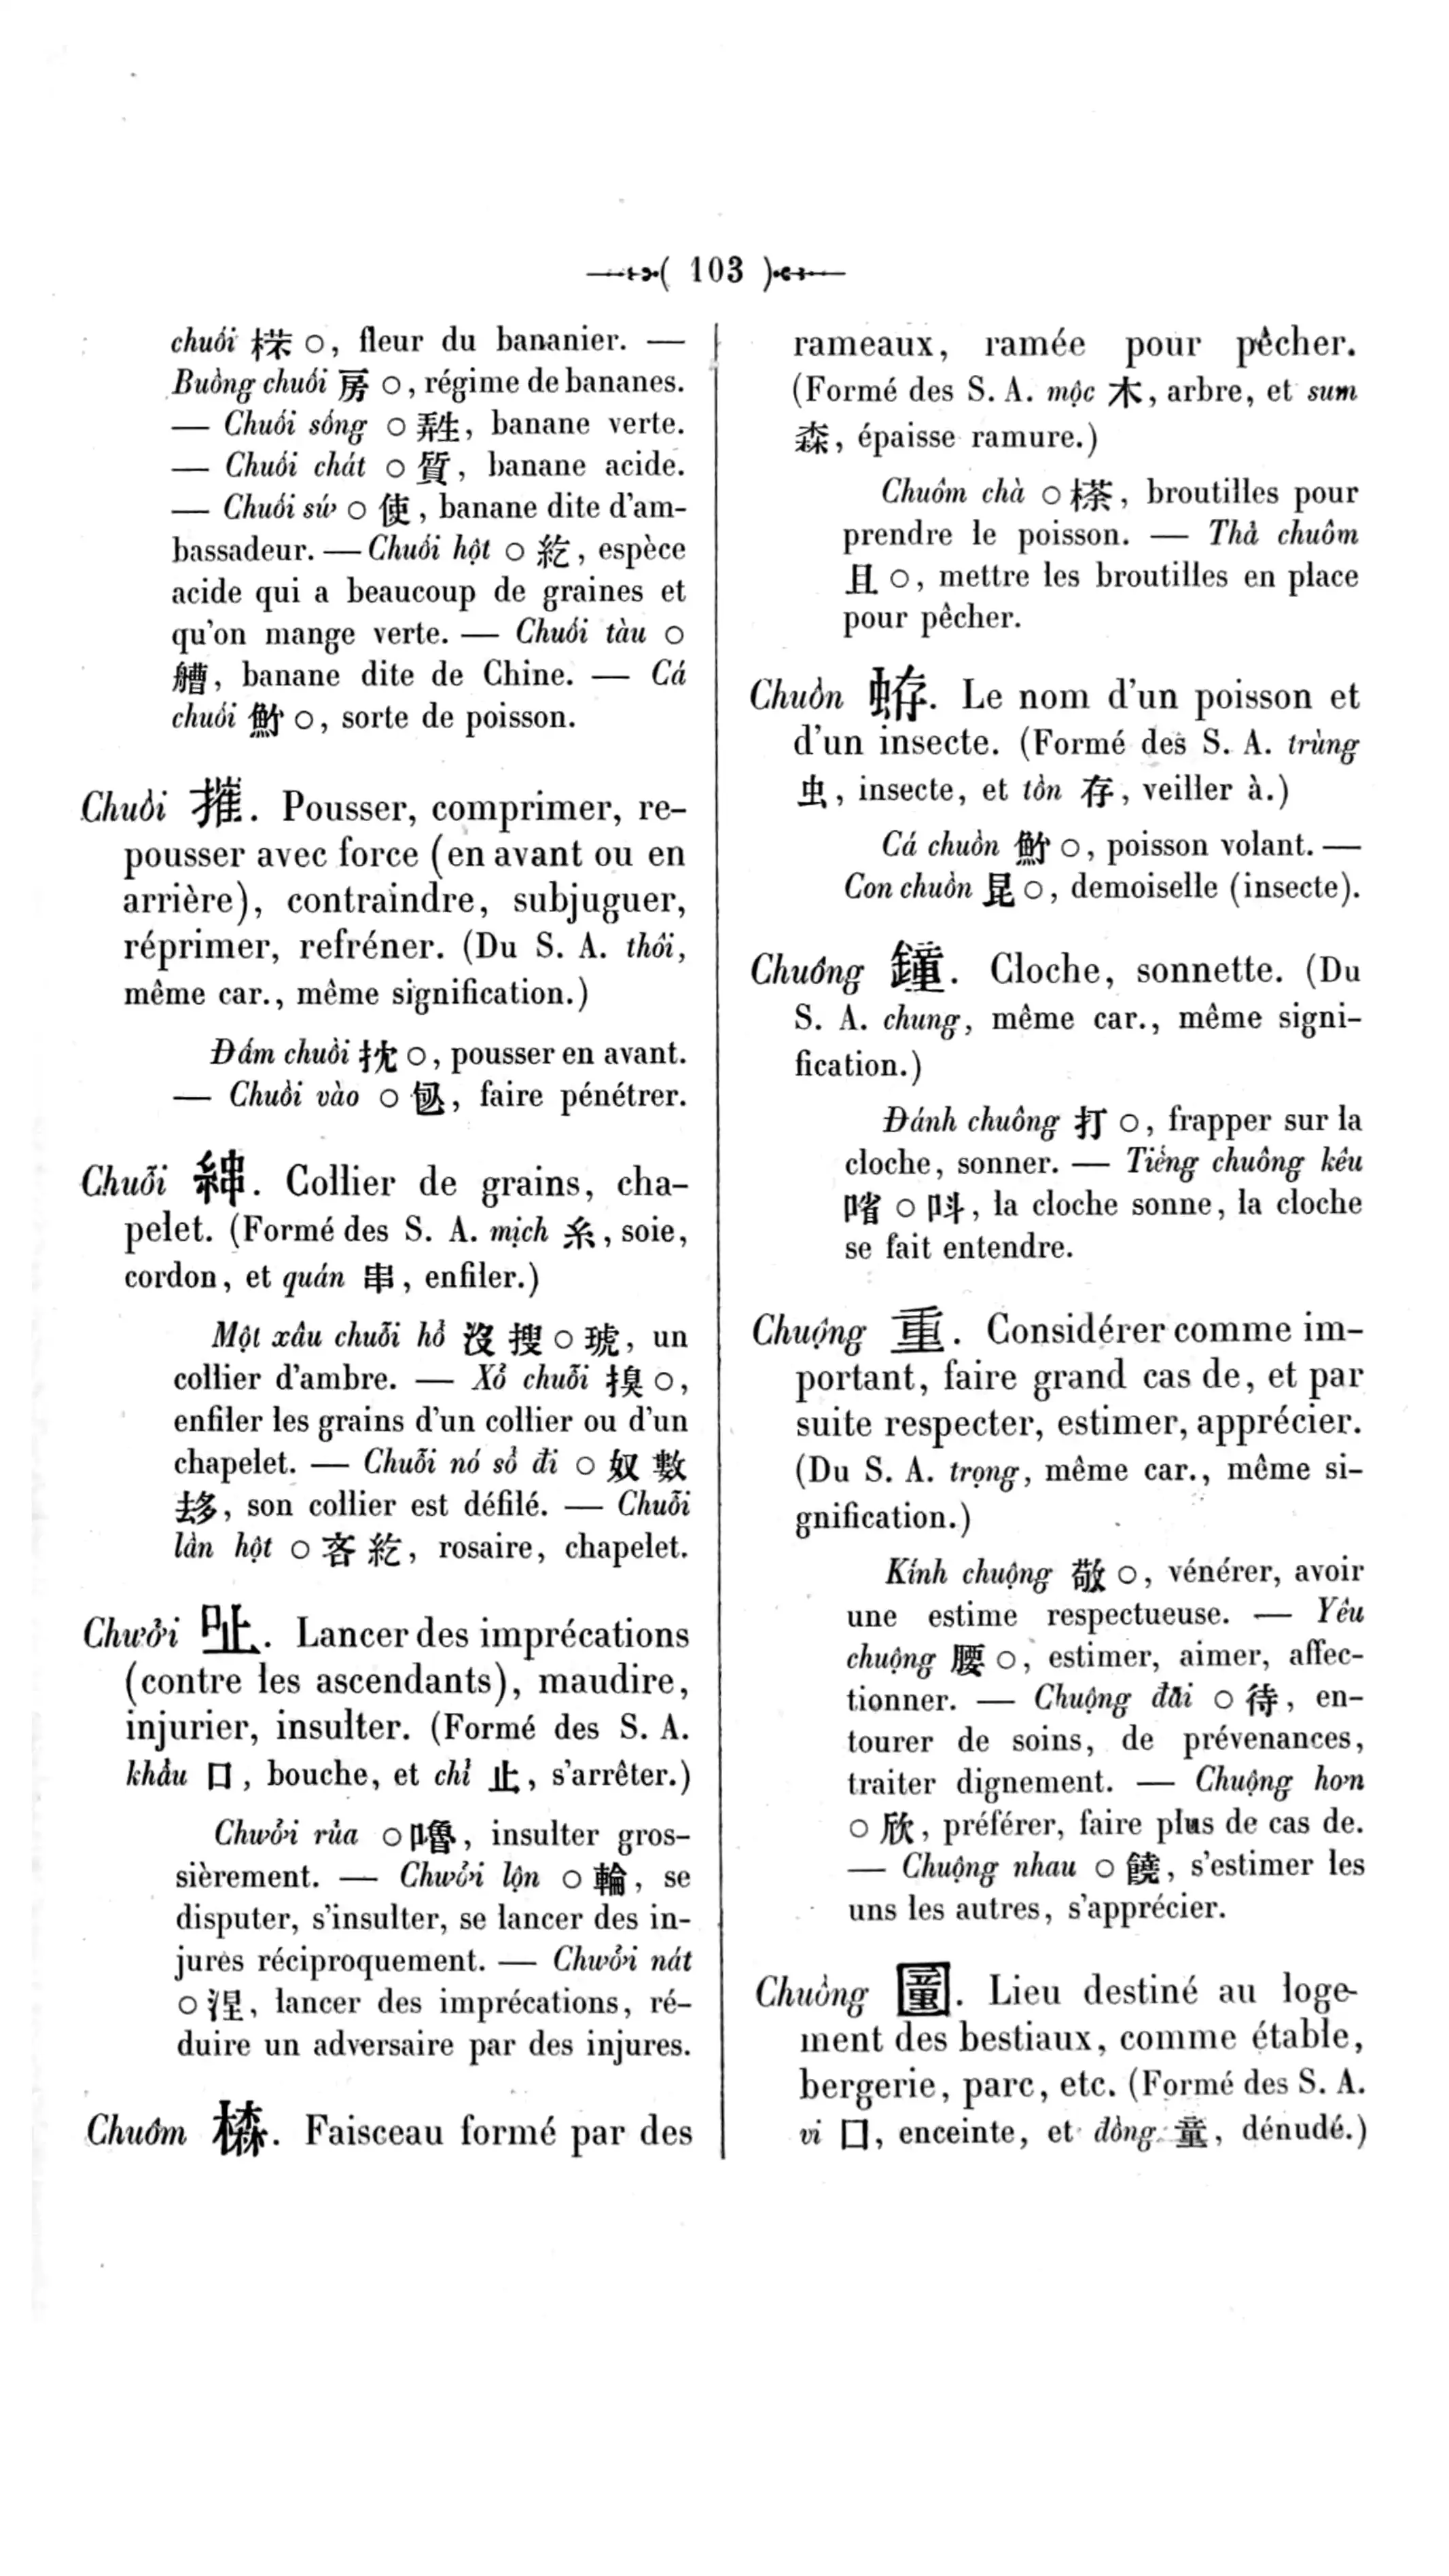 ( 103 )
chuối ○, fleur du bananier. —
Buồng chuối 房 ○, régime de bananes.
— Chuối sống ○ 𤯩, banane verte.
— Chuối chát ○ 質, banane acide.
— Chuối sứ ○ 使, banane dite d'am-
bassadeur. — Chuối hột ○ 紇, espèce
acide qui a beaucoup de graines et
qu'on mange verte. — Chuối tàu ○
艚, banane dite de Chine. — Cá
chuối 𩵜 ○, sorte de poisson.
Chuồi 摧. Pousser, comprimer, re-
pousser avec force (en avant ou en
arrière), contraindre, subjuguer,
réprimer, refréner. (Du S. A. thôi,
même car., même signification.)
Đấm chuồi 抌 ○, pousser en avant.
— Chuồi vào ○, faire pénétrer.
Chuỗi 䋛. Collier de grains, cha-
pelet. (Formé des S. A. mịch 糸, soie,
cordon, et quán 串, enfiler.)
Một xâu chuỗi hổ 沒 搜 ○ 琥, un
collier d'ambre. — Xỏ chuỗi 摱 ○,
enfiler les grains d'un collier ou d'un
chapelet. — Chuỗi nó sổ đi ○ 奴 數
𠫾, son collier est défilé. — Chuỗi
lần hột ○ 吝 紇, rosaire, chapelet.
Chưởi 吐. Lancer des imprécations
(contre les ascendants), maudire,
injurier, insulter. (Formé des S. A.
khẩu 口, bouche, et chỉ 止, s'arrêter.)
Chưởi rủa ○ 嚕, insulter gros-
sièrement. — Chưởi lộn ○ 輪, se
disputer, s'insulter, se lancer des in-
jures réciproquement. — Chưởi nát
○ 湼, lancer des imprécations, ré-
duire un adversaire par des injures.
Chuôm 𣞪. Faisceau formé par des
rameaux, ramée pour pêcher.
(Formé des S. A. mộc 木, arbre, et sum
森, épaisse ramure.)
Chuôm chà ○ 㮑, broutilles pour
prendre le poisson. — Thả chuôm
且 ○, mettre les broutilles en place
pour pêcher.
Chuồn 𧋃. Le nom d'un poisson et
d'un insecte. (Formé des S. A. trùng
虫, insecte, et tồn 存, veiller à.)
Cá chuồn 𩵜 ○, poisson volant. —
Con chuồn 昆 ○, demoiselle (insecte).
Chuông 鐘. Cloche, sonnette. (Du
S. A. chung, même car., même signi-
fication.)
Đánh chuông 打 ○, frapper sur la
cloche, sonner. — Tiếng chuông kêu
㗂 ○ 呌, la cloche sonne, la cloche
se fait entendre.
Chuộng 重. Considérer comme im-
portant, faire grand cas de, et par
suite respecter, estimer, apprécier.
(Du S. A. trọng, même car., même si-
gnification.)
Kính chuộng 敬 ○, vénérer, avoir
une estime respectueuse. — Yêu
chuộng 腰 ○, estimer, aimer, affec-
tionner. — Chuộng đãi ○ 待, en-
tourer de soins, de prévenances,
traiter dignement. — Chuộng hơn
○ 欣, préférer, faire plus de cas de.
— Chuộng nhau ○ 饒, s'estimer les
uns les autres, s'apprécier.
Chuồng 𡈡. Lieu destiné au loge-
ment des bestiaux, comme étable,
bergerie, parc, etc. (Formé des S. A.
vi 囗, enceinte, et đồng 童, dénudé.)